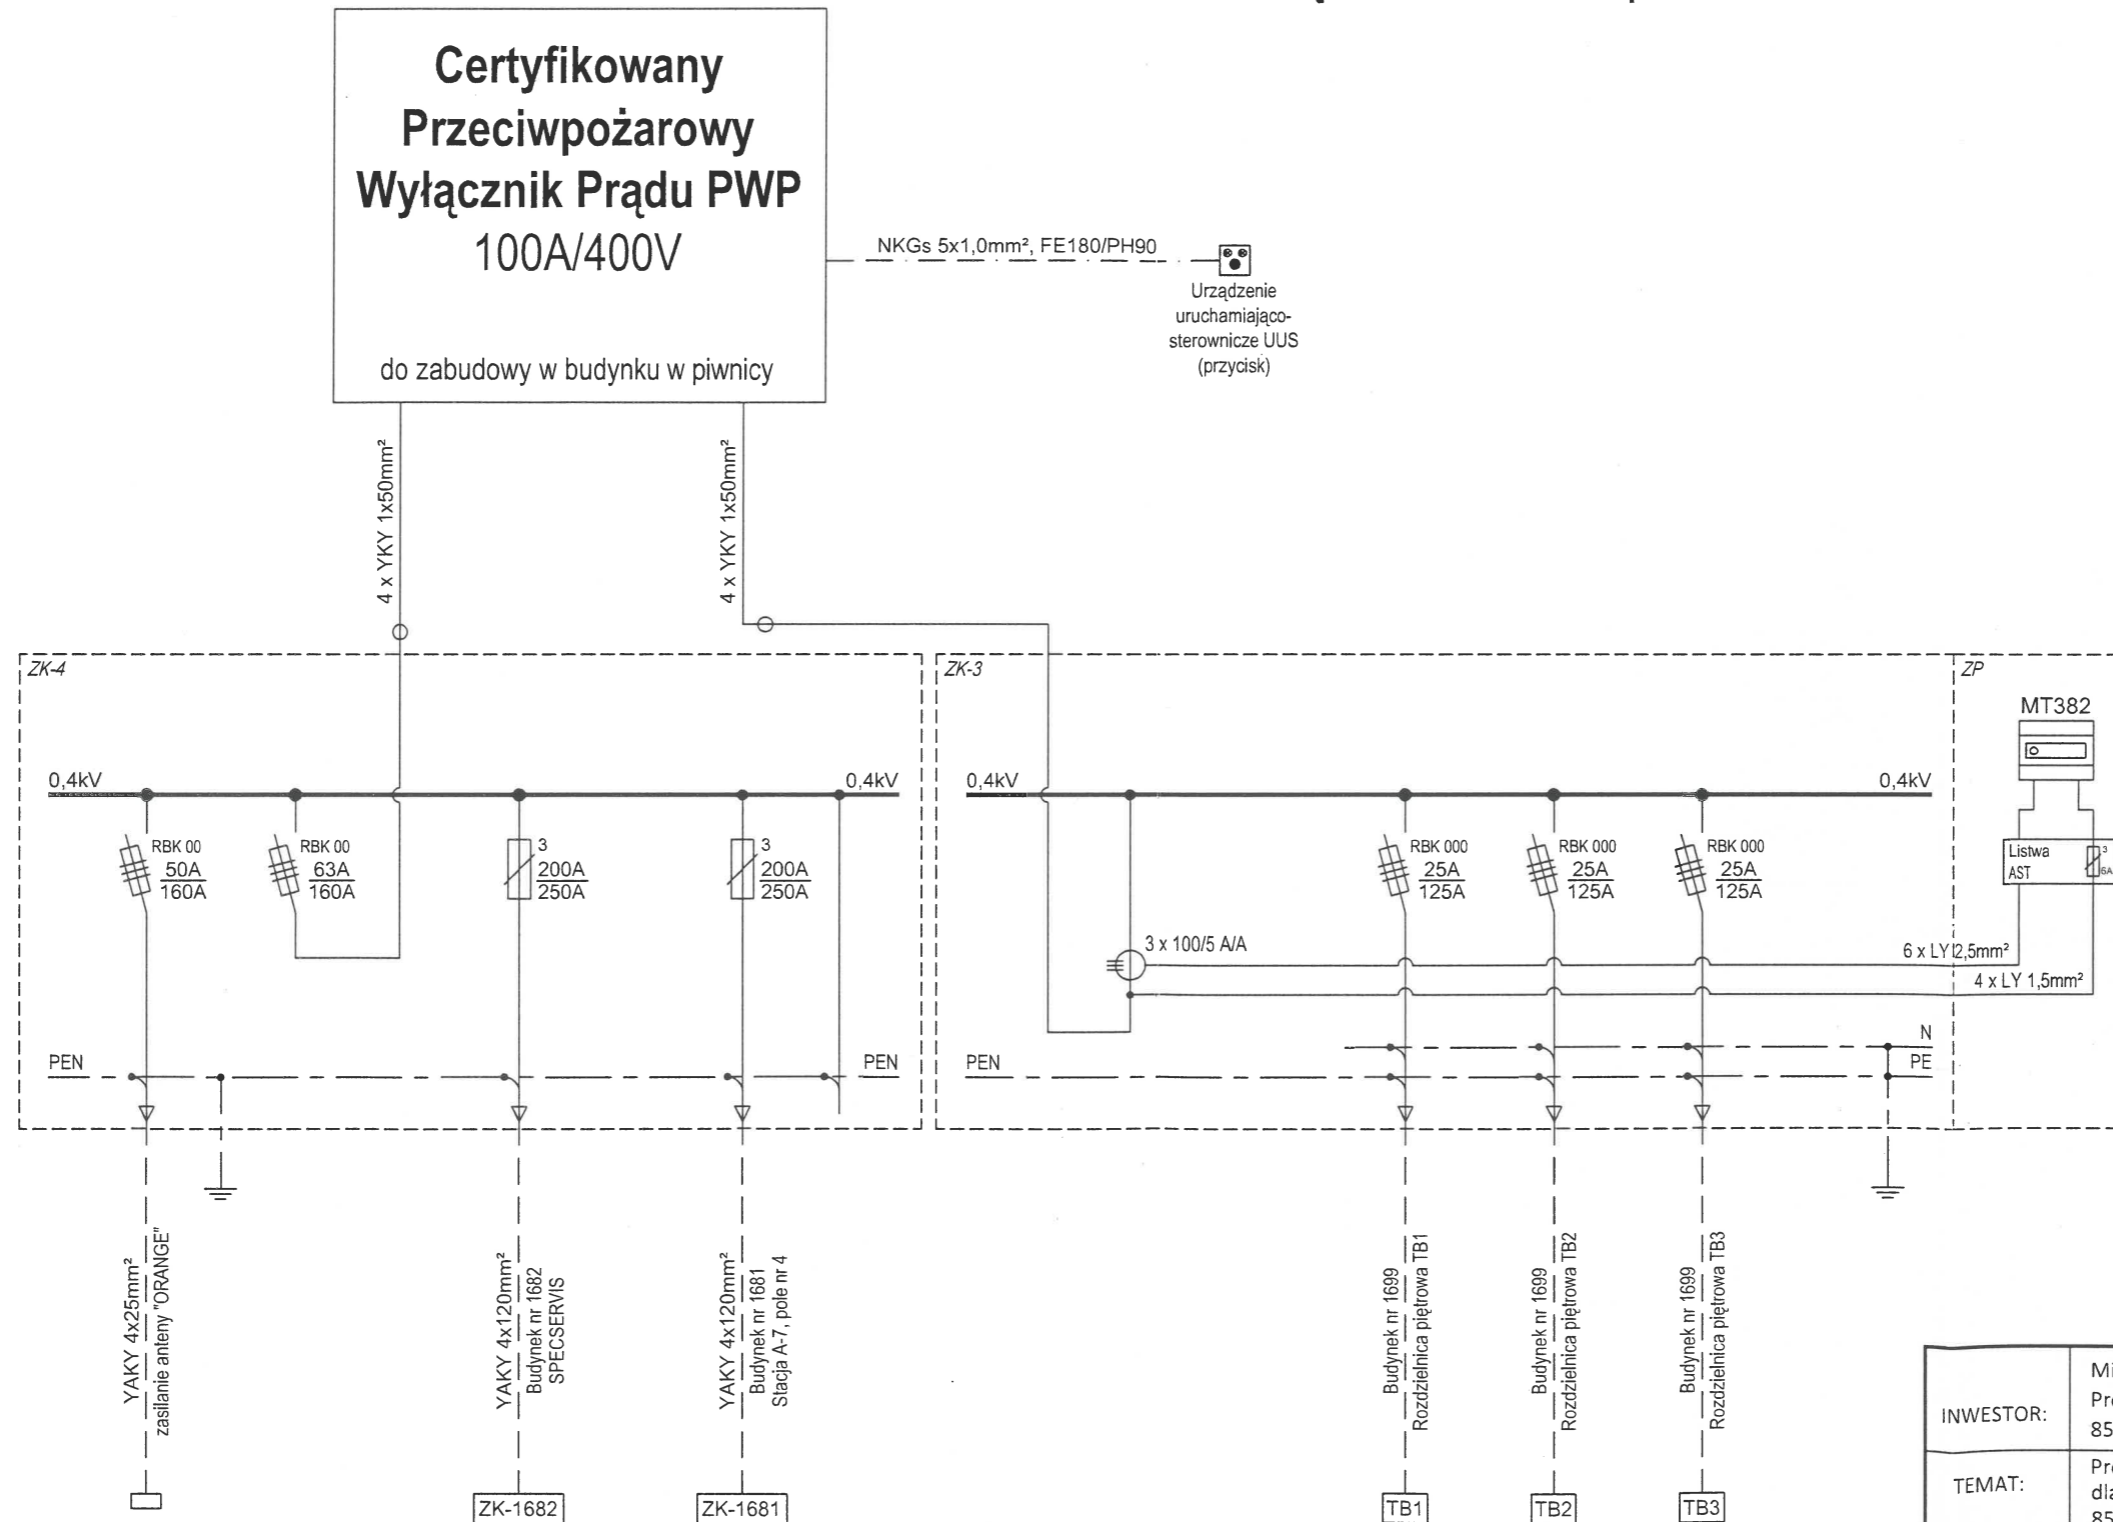 Certyfikowany
Przeciwpożarowy
Wyłącznik Prądu PWP
100A/400V
do zabudowy w budynku w piwnicy
NKGs 5x1,0mm², FE180/PH90
Urządzenie
uruchamiająco-
sterownicze UUS
(przycisk)
4 x YKY 1x50mm²
4 x YKY 1x50mm²
ZK-4
0,4kV
0,4kV
RBK 00
50A
160A
RBK 00
63A
160A
3
200A
250A
3
200A
250A
PEN
PEN
ZK-3
0,4kV
0,4kV
RBK 000
25A
125A
RBK 000
25A
125A
RBK 000
25A
125A
3 x 100/5 A/A
6 x LY 2,5mm²
4 x LY 1,5mm²
PEN
N
PE
ZP
MT382
Listwa
AST
3
6A
YAKY 4x25mm²
zasilanie anteny "ORANGE"
YAKY 4x120mm²
Budynek nr 1682
SPECSERVIS
YAKY 4x120mm²
Budynek nr 1681
Stacja A-7, pole nr 4
Budynek nr 1699
Rozdzielnica piętrowa TB1
Budynek nr 1699
Rozdzielnica piętrowa TB2
Budynek nr 1699
Rozdzielnica piętrowa TB3
ZK-1682
ZK-1681
TB1
TB2
TB3
INWESTOR:
85
TEMAT:
85